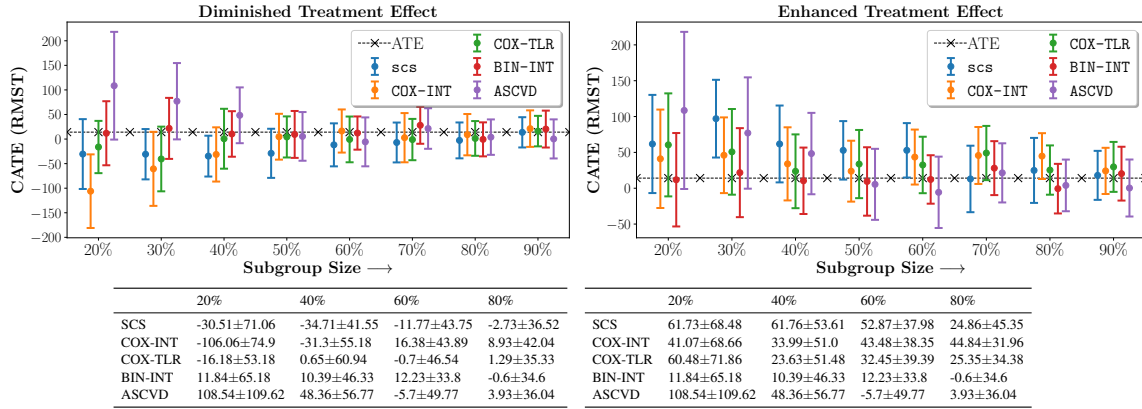 Diminished Treatment Effect
CATE (RMST)
200
150
100
50
0
−50
−100
−150
−200
ATE
scs
COX-INT
COX-TLR
BIN-INT
ASCVD
20% 30% 40% 50% 60% 70% 80% 90%
Subgroup Size →
Enhanced Treatment Effect
CATE (RMST)
200
150
100
50
0
−50
ATE
scs
COX-INT
COX-TLR
BIN-INT
ASCVD
20% 30% 40% 50% 60% 70% 80% 90%
Subgroup Size →
20% 40% 60% 80%
SCS -30.51±71.06 -34.71±41.55 -11.77±43.75 -2.73±36.52
COX-INT -106.06±74.9 -31.3±55.18 16.38±43.89 8.93±42.04
COX-TLR -16.18±53.18 0.65±60.94 -0.7±46.54 1.29±35.33
BIN-INT 11.84±65.18 10.39±46.33 12.23±33.8 -0.6±34.6
ASCVD 108.54±109.62 48.36±56.77 -5.7±49.77 3.93±36.04
20% 40% 60% 80%
SCS 61.73±68.48 61.76±53.61 52.87±37.98 24.86±45.35
COX-INT 41.07±68.66 33.99±51.0 43.48±38.35 44.84±31.96
COX-TLR 60.48±71.86 23.63±51.48 32.45±39.39 25.35±34.38
BIN-INT 11.84±65.18 10.39±46.33 12.23±33.8 -0.6±34.6
ASCVD 108.54±109.62 48.36±56.77 -5.7±49.77 3.93±36.04